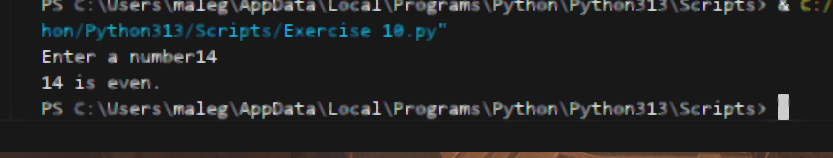 PS C:\Users\maleg\AppData\Local\Programs\Python\Python313\Scripts> & C:/
hon/Python313/Scripts/Exercise 10.py"
Enter a number14
14 is even.
PS C:\Users\maleg\AppData\Local\Programs\Python\Python313\Scripts>